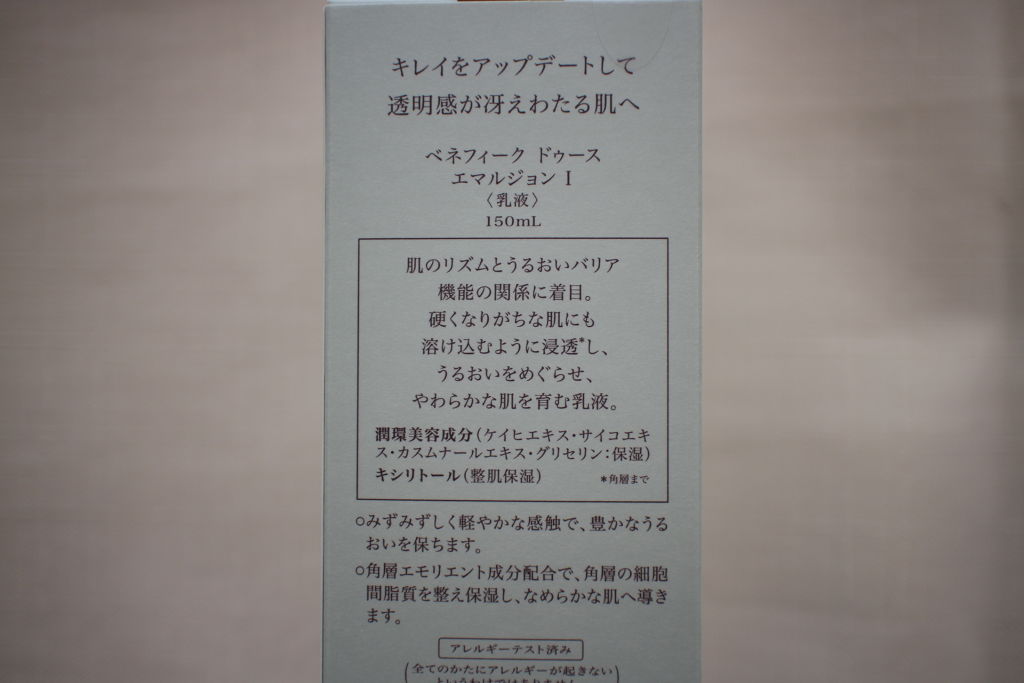 キレイをアップデートして
透明感が冴えわたる肌へ
ベネフィーク ドゥース
エマルジョン I
〈乳液〉
150mL
肌のリズムとうるおいバリア
機能の関係に着目。
硬くなりがちな肌にも
溶け込むように浸透*し、
うるおいをめぐらせ、
やわらかな肌を育む乳液。
潤環美容成分(ケイヒエキス・サイコエキ
ス・カスムナールエキス・グリセリン:保湿)
キシリトール(整肌保湿) *角層まで
○みずみずしく軽やかな感触で、豊かなうる
おいを保ちます。
○角層エモリエント成分配合で、角層の細胞
間脂質を整え保湿し、なめらかな肌へ導き
ます。
アレルギーテスト済み
(全てのかたにアレルギーが起きない)